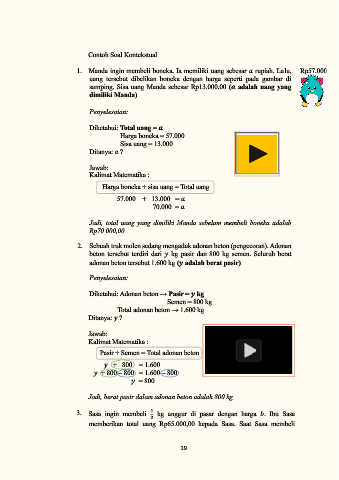 Contoh Soal Kontekstual
1. Manda ingin membeli boneka. Ia memiliki uang sebesar a rupiah. Lalu, Rp57.000
uang tersebut dibelikan boneka dengan harga seperti pada gambar di
samping. Sisa uang Manda sebesar Rp13.000,00 (a adalah uang yang
dimiliki Manda)
Penyelesaian:
Diketahui: Total uang = a
Harga boneka = 57.000
Sisa uang = 13.000
Ditanya: a ?
Jawab:
Kalimat Matematika :
Harga boneka + sisa uang = Total uang
57.000 + 13.000 = a
70.000 = a
Jadi, total uang yang dimiliki Manda sebelum membeli boneka adalah
Rp70 000,00
2. Sebuah truk molen sedang mengaduk adonan beton (pengecoran). Adonan
beton tersebut terdiri dari y kg pasir dan 800 kg semen. Seluruh berat
adonan beton tersebut 1.600 kg (y adalah berat pasir)
Penyelesaian:
Diketahui: Adonan beton → Pasir = y kg
Semen = 800 kg
Total adonan beton → 1.600 kg
Ditanya: y ?
Jawab:
Kalimat Matematika :
Pasir + Semen = Total adonan beton
y + 800 = 1.600
y + 800 − 800 = 1.600 − 800
y = 800
Jadi, berat pasir dalam adonan beton adalah 800 kg
3. Sasa ingin membeli kg anggur di pasar dengan harga b. Ibu Sasa
memberikan total uang Rp65.000,00 kepada Sasa. Saat Sasa membeli
19